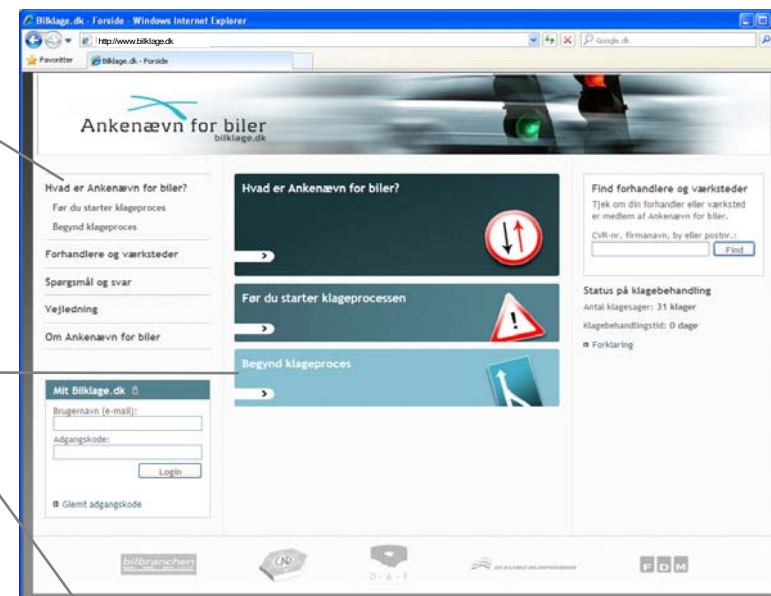 Bilklage.dk - Forside - Windows Internet Explorer
http://www.bilklage.dk
Google.dk
Favoritter
Bilklage.dk - Forside
Ankenævn for biler
bilklage.dk
Hvad er Ankenævn for biler?
Før du starter klageproces
Begynd klageproces
Forhandlere og værksteder
Spørgsmål og svar
Vejledning
Om Ankenævn for biler
Mit Bilklage.dk
Brugernavn (e-mail):
Adgangskode:
Login
Glemt adgangskode
Hvad er Ankenævn for biler?
Før du starter klageprocessen
Begynd klageproces
Find forhandlere og værksteder
Tjek om din forhandler eller værksted
er medlem af Ankenævn for biler.
CVR-nr, firmanavn, by eller postnr.:
Find
Status på klagebehandling
Antal klagesager: 31 klager
Klagebehandlingstid: 0 dage
Forklaring
bilbranchen
D·A·F
FDM